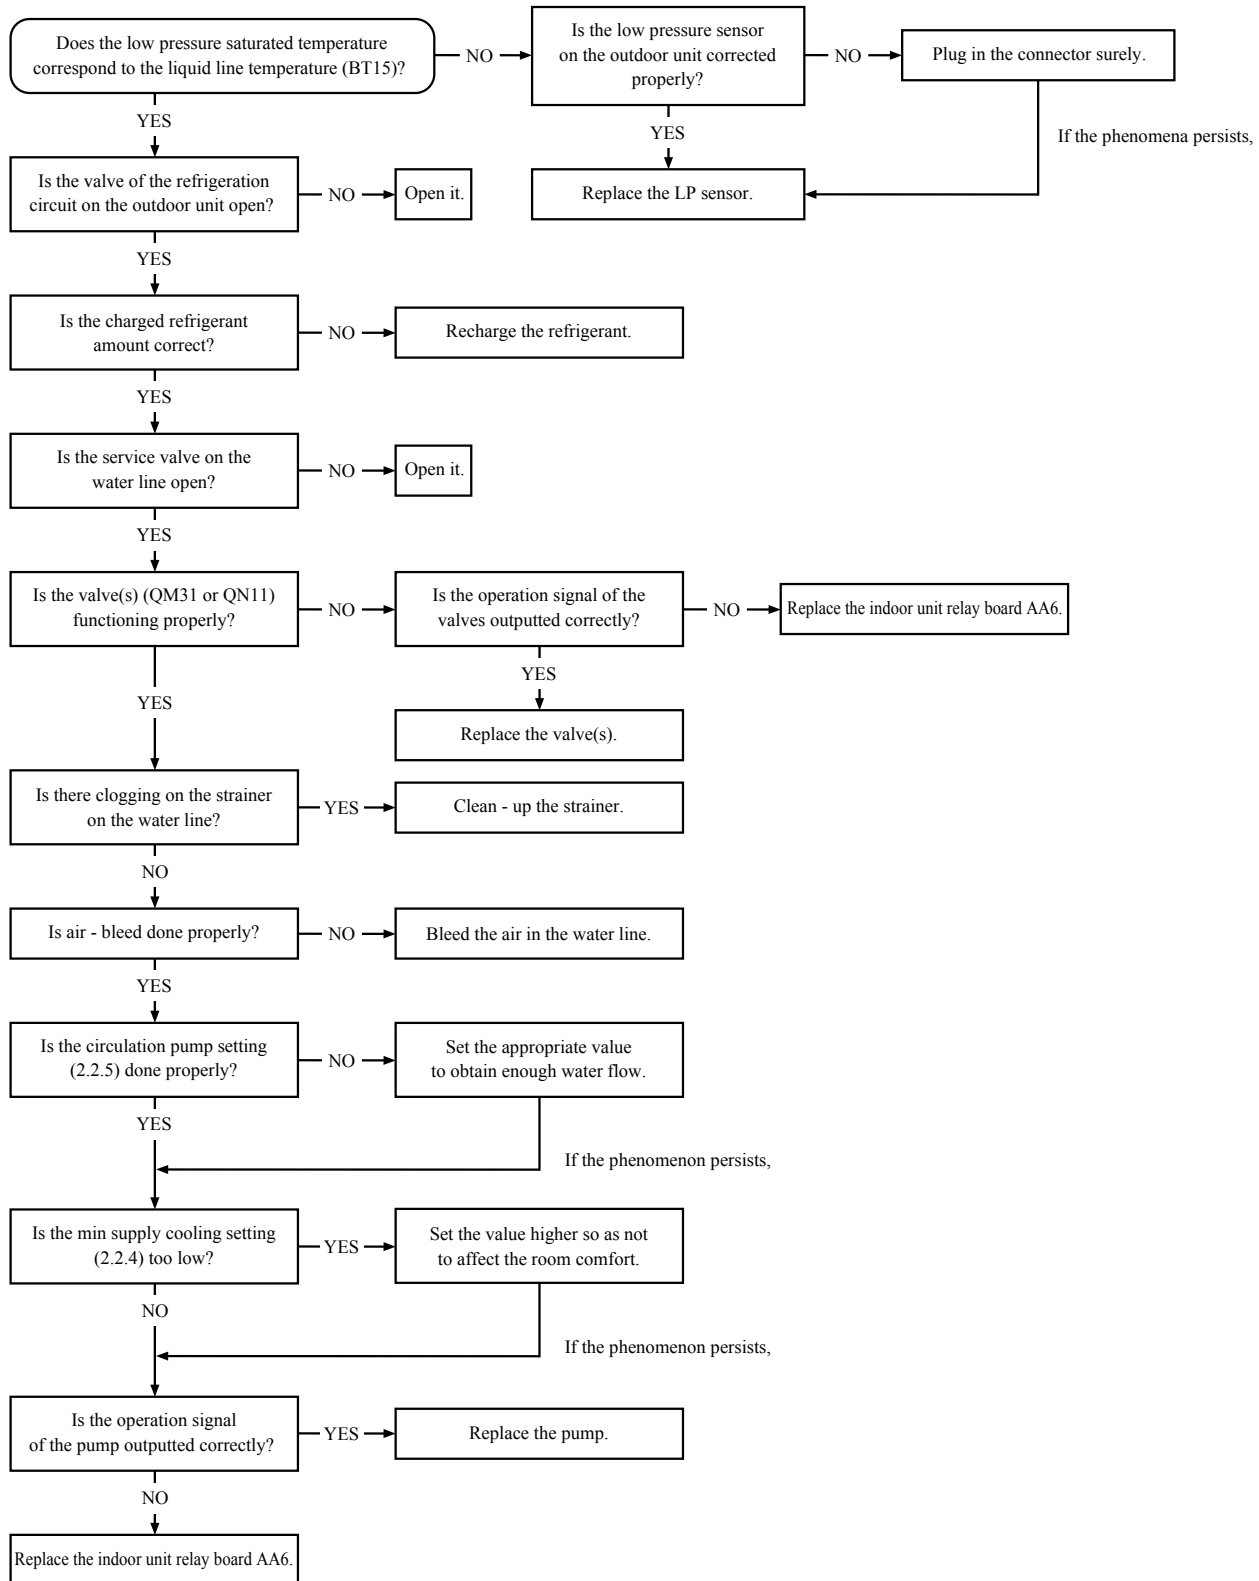 Does the low pressure saturated temperature
correspond to the liquid line temperature (BT15)?
NO
Is the low pressure sensor
on the outdoor unit corrected
properly?
NO
Plug in the connector surely.
YES
YES
If the phenomena persists,
Is the valve of the refrigeration
circuit on the outdoor unit open?
NO
Open it.
Replace the LP sensor.
YES
Is the charged refrigerant
amount correct?
NO
Recharge the refrigerant.
YES
Is the service valve on the
water line open?
NO
Open it.
YES
Is the valve(s) (QM31 or QN11)
functioning properly?
NO
Is the operation signal of the
valves outputted correctly?
NO
Replace the indoor unit relay board AA6.
YES
YES
Replace the valve(s).
Is there clogging on the strainer
on the water line?
YES
Clean - up the strainer.
NO
Is air - bleed done properly?
NO
Bleed the air in the water line.
YES
Is the circulation pump setting
(2.2.5) done properly?
NO
Set the appropriate value
to obtain enough water flow.
YES
If the phenomenon persists,
Is the min supply cooling setting
(2.2.4) too low?
YES
Set the value higher so as not
to affect the room comfort.
NO
If the phenomenon persists,
Is the operation signal
of the pump outputted correctly?
YES
Replace the pump.
NO
Replace the indoor unit relay board AA6.